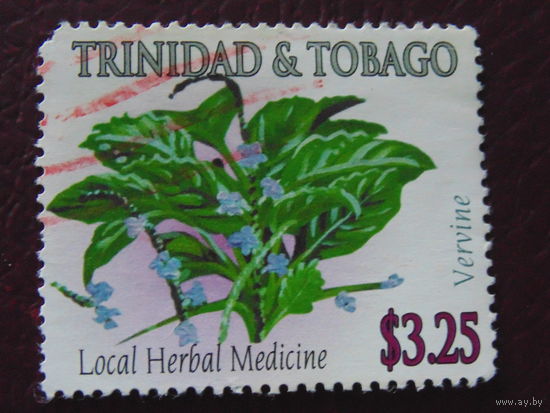 TRINIDAD & TOBAGO
Vervine
$3.25
Local Herbal Medicine
www.ay.by